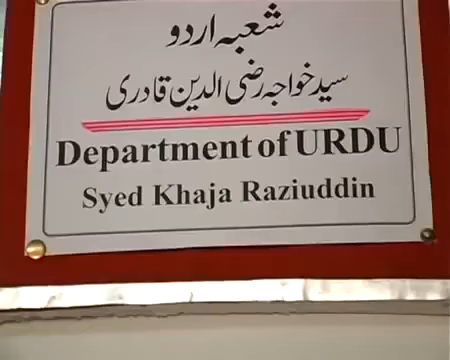 شعبہ اردو
سید خواجہ رضی الدین قادری
Department of URDU
Syed Khaja Raziuddin